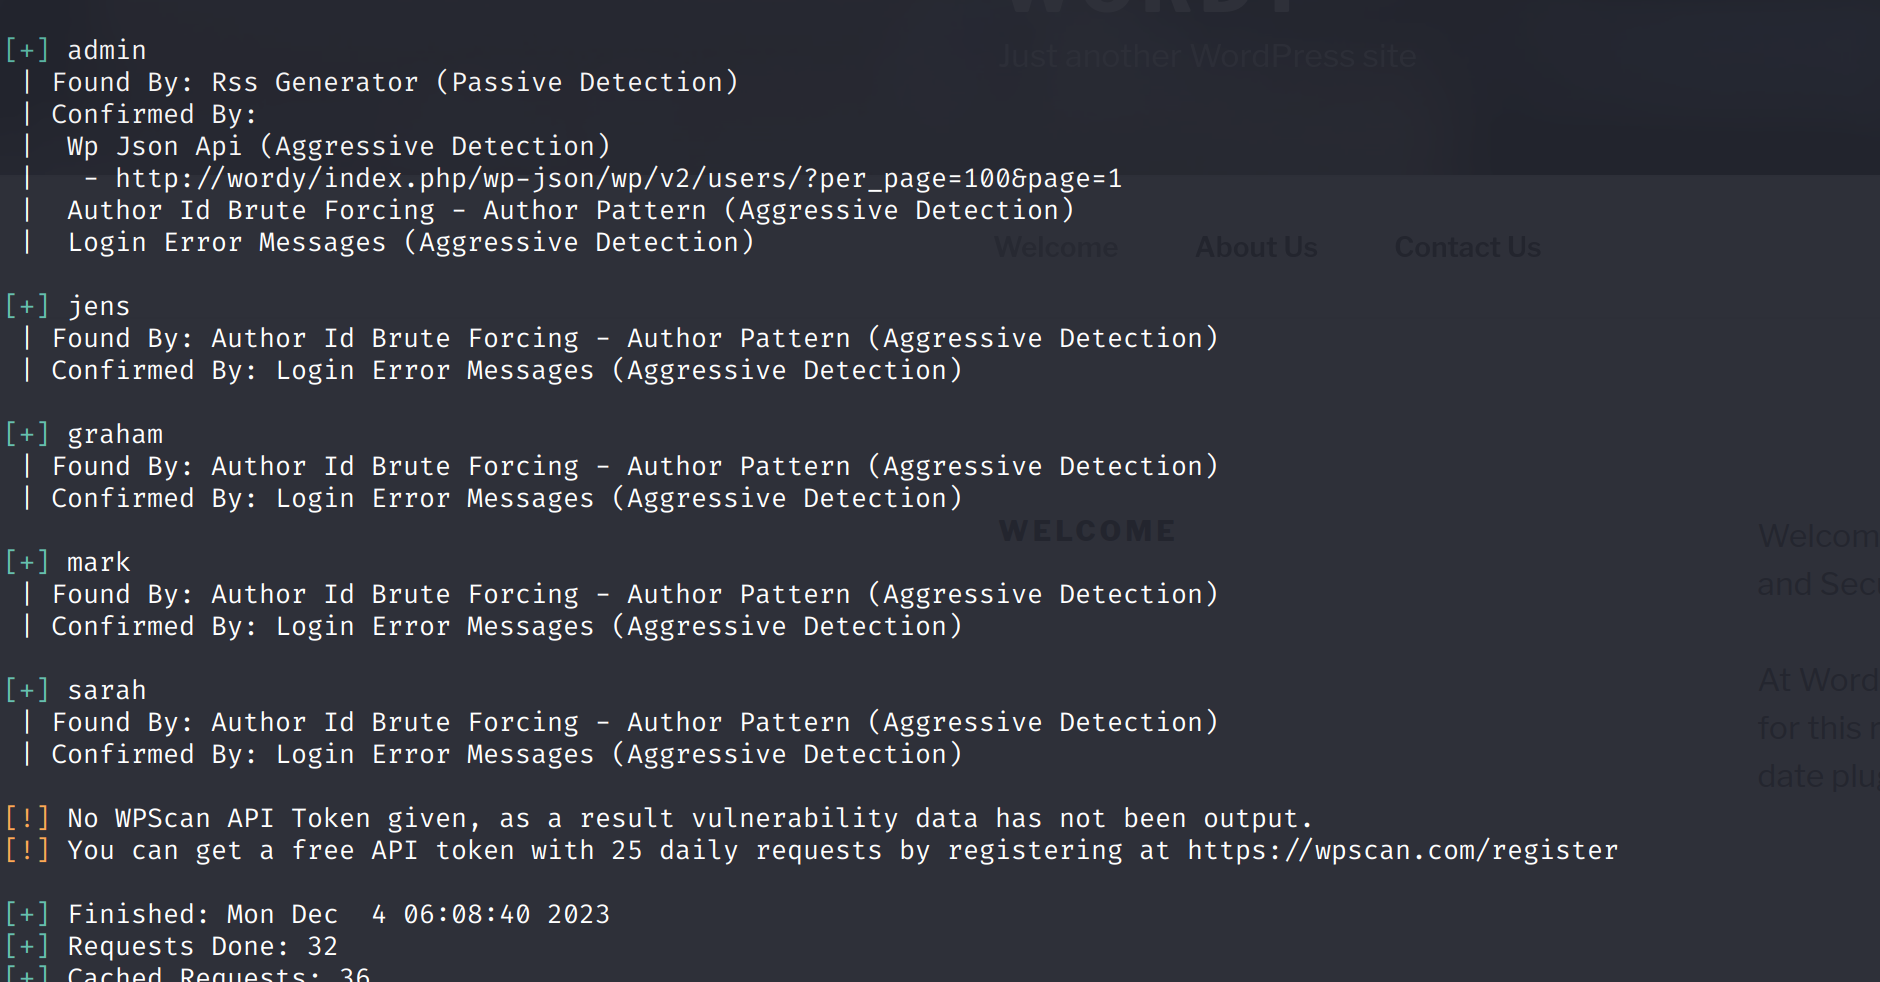 WORDY
Just another WordPress site
[+] admin
| Found By: Rss Generator (Passive Detection)
| Confirmed By:
|  Wp Json Api (Aggressive Detection)
|   - http://wordy/index.php/wp-json/wp/v2/users/?per_page=100&page=1
|  Author Id Brute Forcing - Author Pattern (Aggressive Detection)
|  Login Error Messages (Aggressive Detection)
Welcome About Us Contact Us
[+] jens
| Found By: Author Id Brute Forcing - Author Pattern (Aggressive Detection)
| Confirmed By: Login Error Messages (Aggressive Detection)
[+] graham
| Found By: Author Id Brute Forcing - Author Pattern (Aggressive Detection)
| Confirmed By: Login Error Messages (Aggressive Detection)
WELCOME
Welcom
and Secu
[+] mark
| Found By: Author Id Brute Forcing - Author Pattern (Aggressive Detection)
| Confirmed By: Login Error Messages (Aggressive Detection)
[+] sarah
| Found By: Author Id Brute Forcing - Author Pattern (Aggressive Detection)
| Confirmed By: Login Error Messages (Aggressive Detection)
At Word
for this
date plug
[!] No WPScan API Token given, as a result vulnerability data has not been output.
[!] You can get a free API token with 25 daily requests by registering at https://wpscan.com/register
[+] Finished: Mon Dec  4 06:08:40 2023
[+] Requests Done: 32
[+] Cached Requests: 36